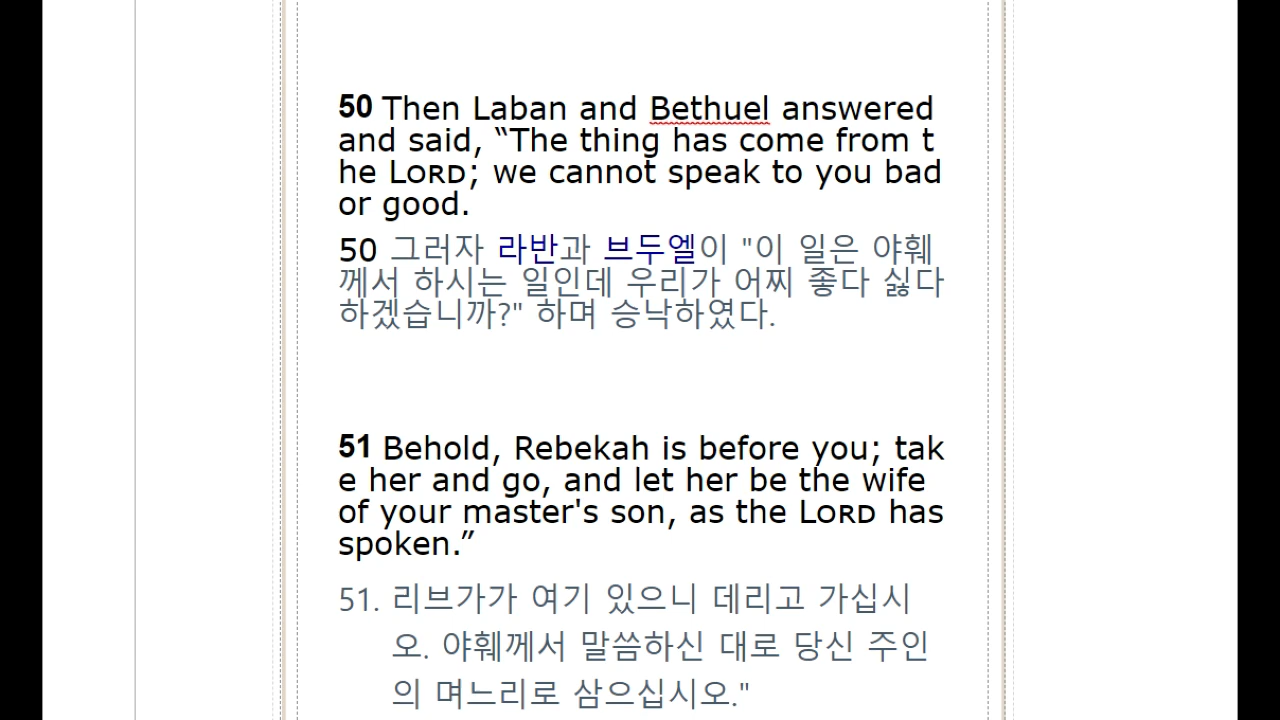 50 Then Laban and Bethuel answered
and said, “The thing has come from t
he LORD; we cannot speak to you bad
or good.
50 그러자 라반과 브두엘이 "이 일은 야훼
께서 하시는 일인데 우리가 어찌 좋다 싫다
하겠습니까?" 하며 승낙하였다.
51 Behold, Rebekah is before you; tak
e her and go, and let her be the wife
of your master's son, as the LORD has
spoken.”
51. 리브가가 여기 있으니 데리고 가십시
오. 야훼께서 말씀하신 대로 당신 주인
의 며느리로 삼으십시오."